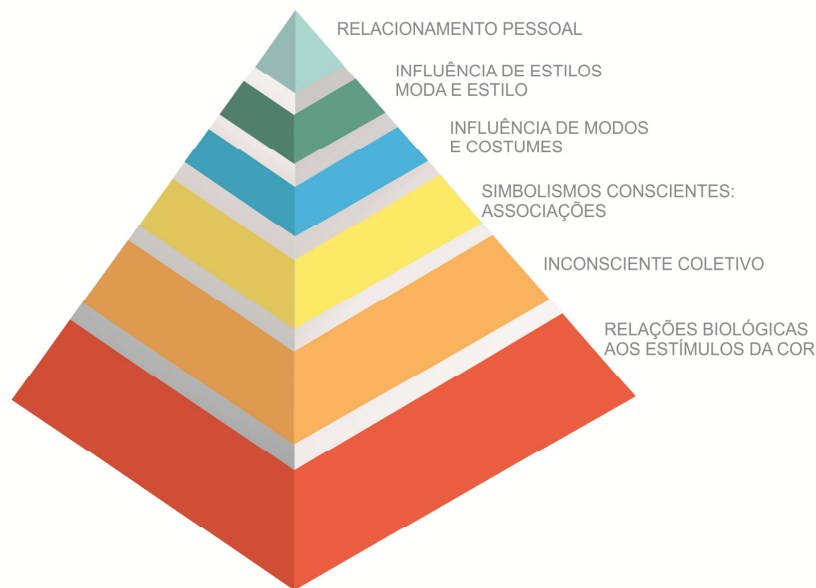 RELACIONAMENTO PESSOAL
INFLUÊNCIA DE ESTILOS
MODA E ESTILO
INFLUÊNCIA DE MODOS
E COSTUMES
SIMBOLISMOS CONSCIENTES:
ASSOCIAÇÕES
INCONSCIENTE COLETIVO
RELAÇÕES BIOLÓGICAS
AOS ESTÍMULOS DA COR